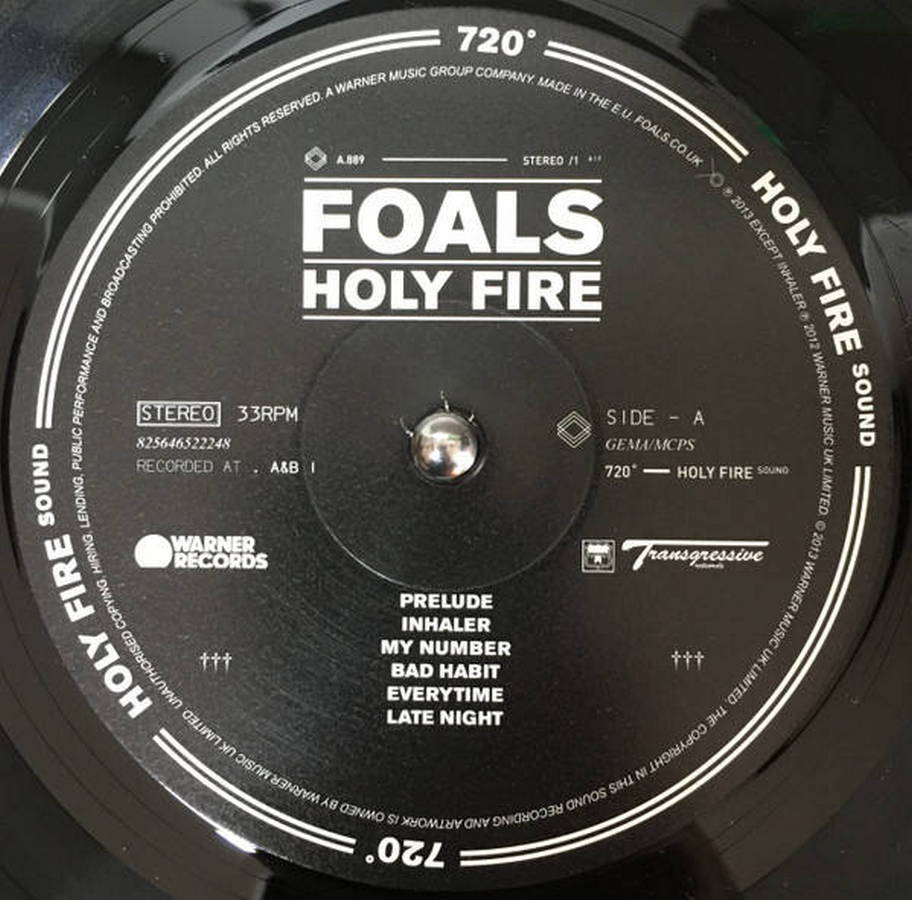 720°
HOLY FIRE SOUND
720°
HOLY FIRE SOUND
UNAUTHORISED COPYING, HIRING, LENDING, PUBLIC PERFORMANCE AND BROADCASTING PROHIBITED. ALL RIGHTS RESERVED. A WARNER MUSIC GROUP COMPANY. MADE IN THE E.U. FOALS.CO.UK
℗ 2013 EXCEPT INHALER ℗ 2012 WARNER MUSIC UK LIMITED. © 2013 WARNER MUSIC UK LIMITED. THE COPYRIGHT IN THIS SOUND RECORDING AND ARTWORK IS OWNED BY WARNER MUSIC UK LIMITED.
A.889 STEREO /1
FOALS
HOLY FIRE
STEREO 33RPM
825646522248
RECORDED AT . A&B I
SIDE - A
GEMA/MCPS
720° — HOLY FIRE SOUND
WARNER
RECORDS
Transgressive
records
PRELUDE
INHALER
MY NUMBER
BAD HABIT
EVERYTIME
LATE NIGHT
††† †††